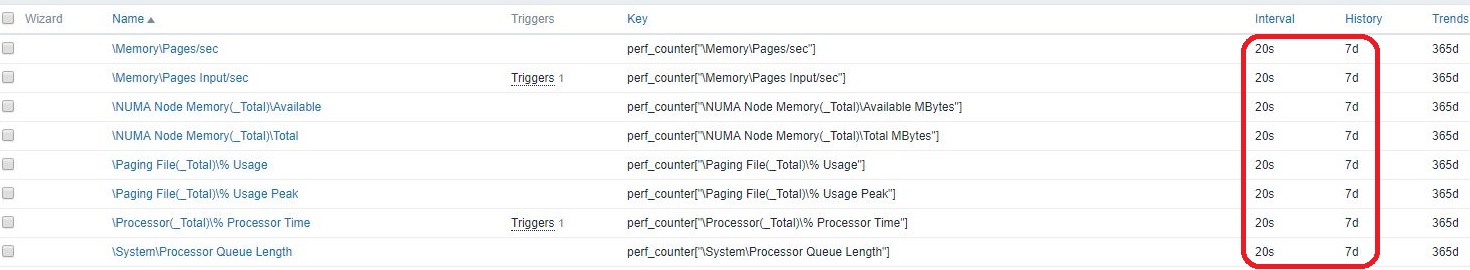 Wizard Name Triggers Key Interval History Trends
\Memory\Pages/sec perf_counter["\Memory\Pages/sec"] 20s 7d 365d
\Memory\Pages Input/sec Triggers 1 perf_counter["\Memory\Pages Input/sec"] 20s 7d 365d
\NUMA Node Memory(_Total)\Available perf_counter["\NUMA Node Memory(_Total)\Available MBytes"] 20s 7d 365d
\NUMA Node Memory(_Total)\Total perf_counter["\NUMA Node Memory(_Total)\Total MBytes"] 20s 7d 365d
\Paging File(_Total)\% Usage perf_counter["\Paging File(_Total)\% Usage"] 20s 7d 365d
\Paging File(_Total)\% Usage Peak perf_counter["\Paging File(_Total)\% Usage Peak"] 20s 7d 365d
\Processor(_Total)\% Processor Time Triggers 1 perf_counter["\Processor(_Total)\% Processor Time"] 20s 7d 365d
\System\Processor Queue Length perf_counter["\System\Processor Queue Length"] 20s 7d 365d